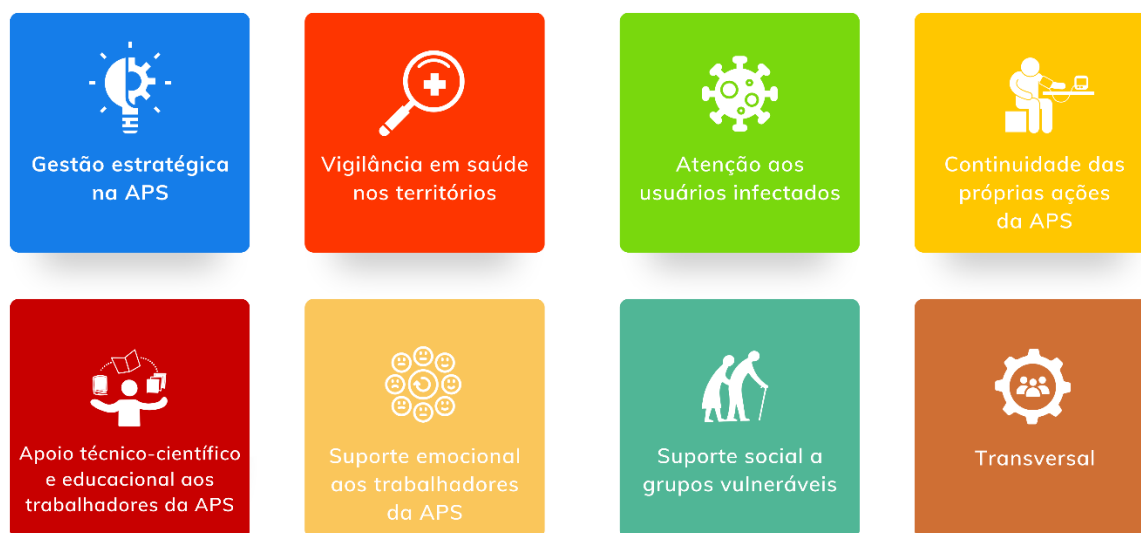 Gestão estratégica
na APS
Vigilância em saúde
nos territórios
Atenção aos
usuários infectados
Continuidade das
próprias ações
da APS
Apoio técnico-científico
e educacional aos
trabalhadores da APS
Suporte emocional
aos trabalhadores
da APS
Suporte social a
grupos vulneráveis
Transversal